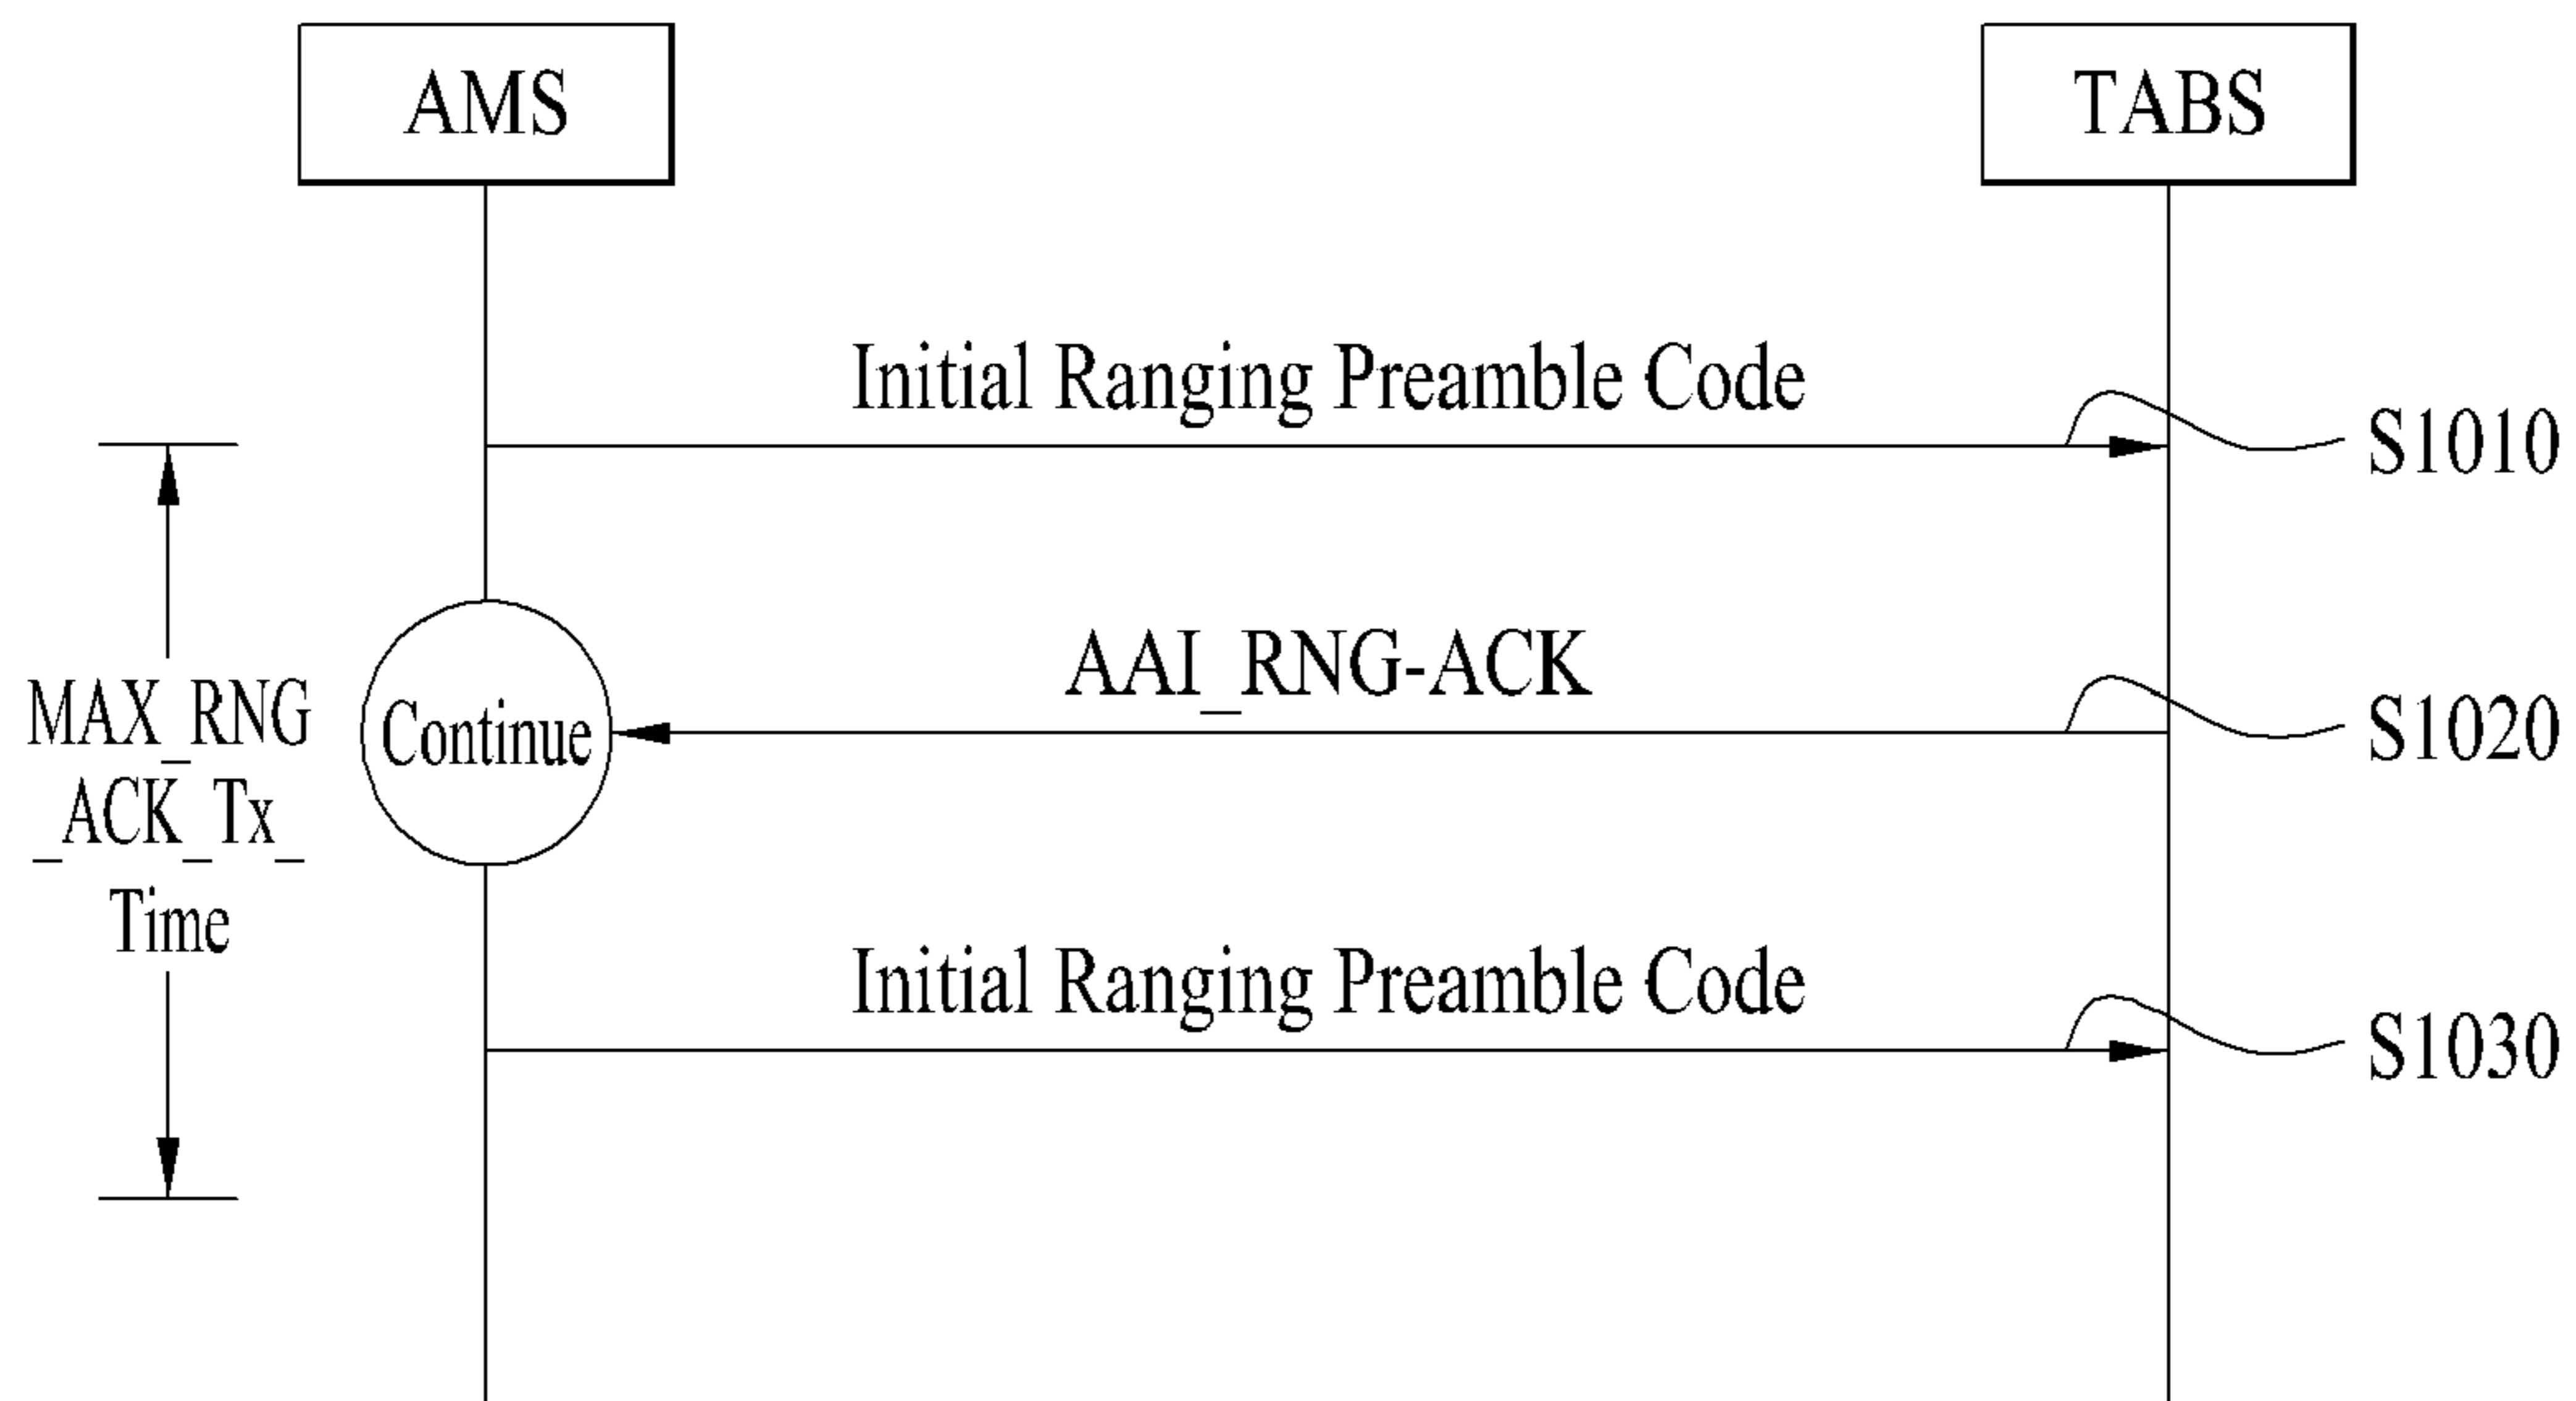 AMS
TABS
Initial Ranging Preamble Code
S1010
AAI_RNG-ACK
S1020
MAX_RNG
_ACK_Tx_
Time
Continue
Initial Ranging Preamble Code
S1030